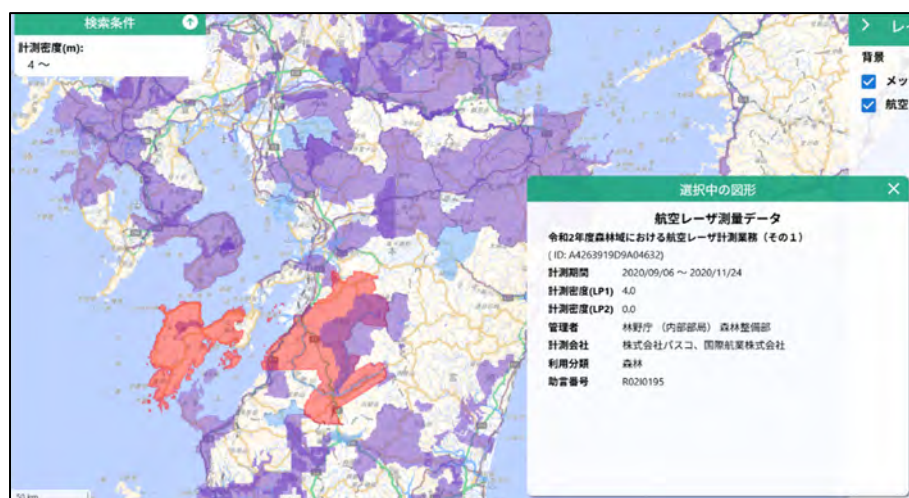 検索条件
計測密度(m):
4 ～
レー
背景
メッ
航空
選択中の図形
航空レーザ測量データ
令和2年度森林域における航空レーザ計測業務（その１）
( ID: A4263919D9A04632)
計測期間 2020/09/06 ～ 2020/11/24
計測密度(LP1) 4.0
計測密度(LP2) 0.0
管理者 林野庁 （内部部局） 森林整備部
計測会社 株式会社パスコ、国際航業株式会社
利用分類 森林
助言番号 R02I0195
50 km